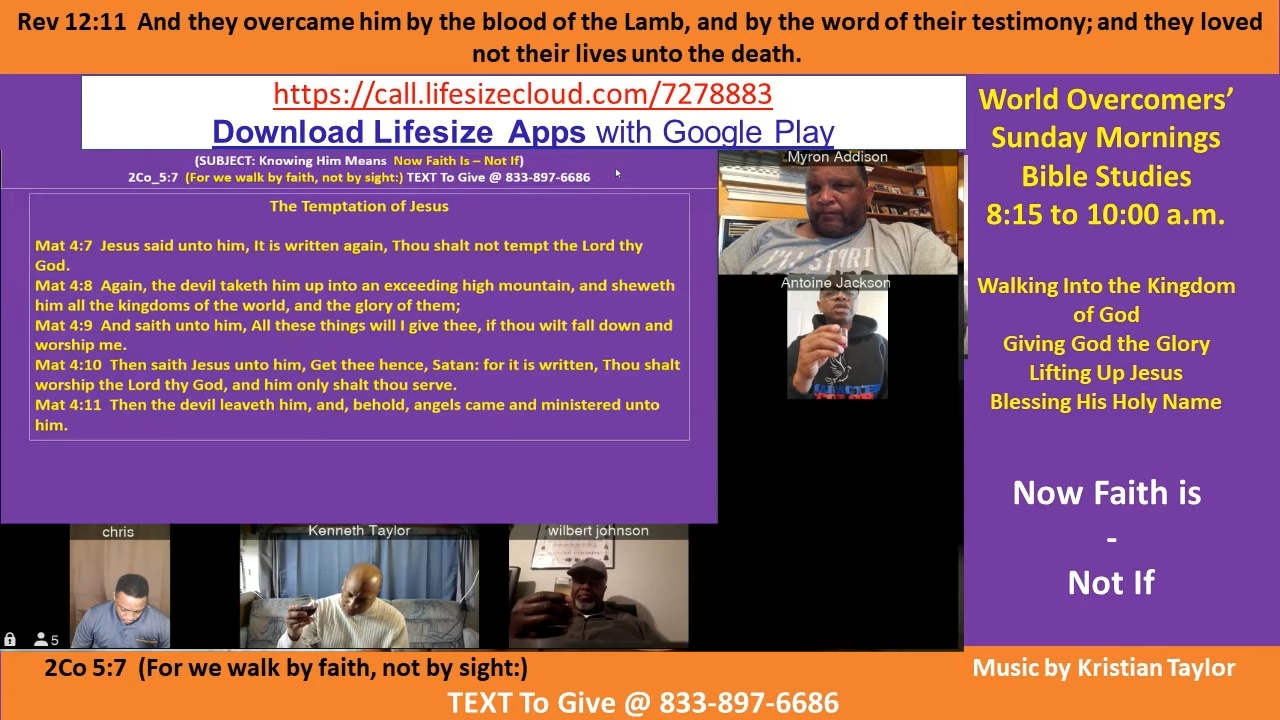 Rev 12:11  And they overcame him by the blood of the Lamb, and by the word of their testimony; and they loved
not their lives unto the death.
https://call.lifesizecloud.com/7278883
Download Lifesize Apps with Google Play
(SUBJECT: Knowing Him Means Now Faith Is – Not If)
2Co_5:7 (For we walk by faith, not by sight:) TEXT To Give @ 833-897-6686
The Temptation of Jesus
Mat 4:7 Jesus said unto him, It is written again, Thou shalt not tempt the Lord thy
God.
Mat 4:8 Again, the devil taketh him up into an exceeding high mountain, and sheweth
him all the kingdoms of the world, and the glory of them;
Mat 4:9 And saith unto him, All these things will I give thee, if thou wilt fall down and
worship me.
Mat 4:10 Then saith Jesus unto him, Get thee hence, Satan: for it is written, Thou shalt
worship the Lord thy God, and him only shalt thou serve.
Mat 4:11 Then the devil leaveth him, and, behold, angels came and ministered unto
him.
Myron Addison
Antoine Jackson
chris
Kenneth Taylor
wilbert johnson
5
World Overcomers'
Sunday Mornings
Bible Studies
8:15 to 10:00 a.m.
Walking Into the Kingdom
of God
Giving God the Glory
Lifting Up Jesus
Blessing His Holy Name
Now Faith is
-
Not If
2Co 5:7 (For we walk by faith, not by sight:)
Music by Kristian Taylor
TEXT To Give @ 833-897-6686